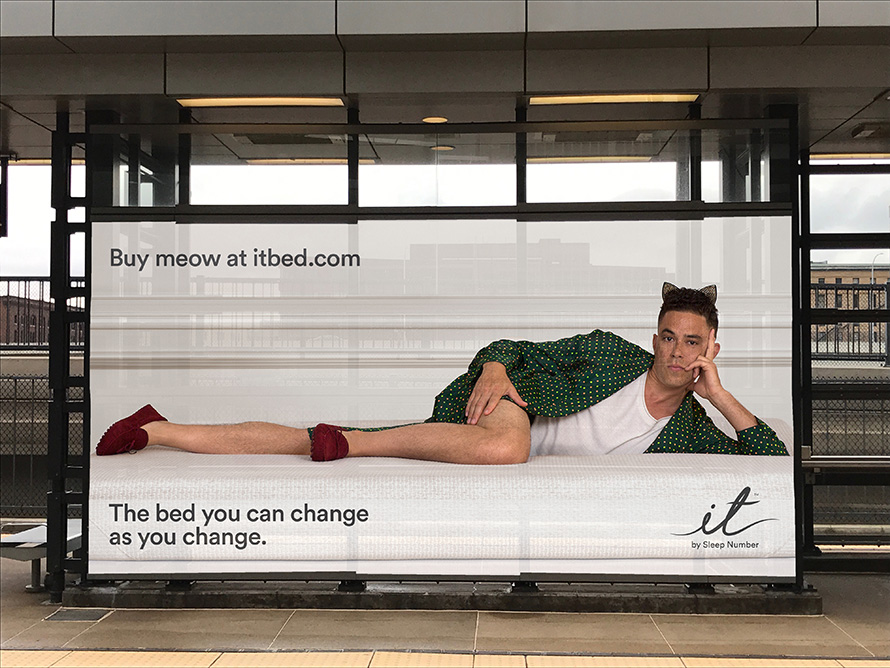 Buy meow at itbed.com
The bed you can change
as you change.
it
by Sleep Number